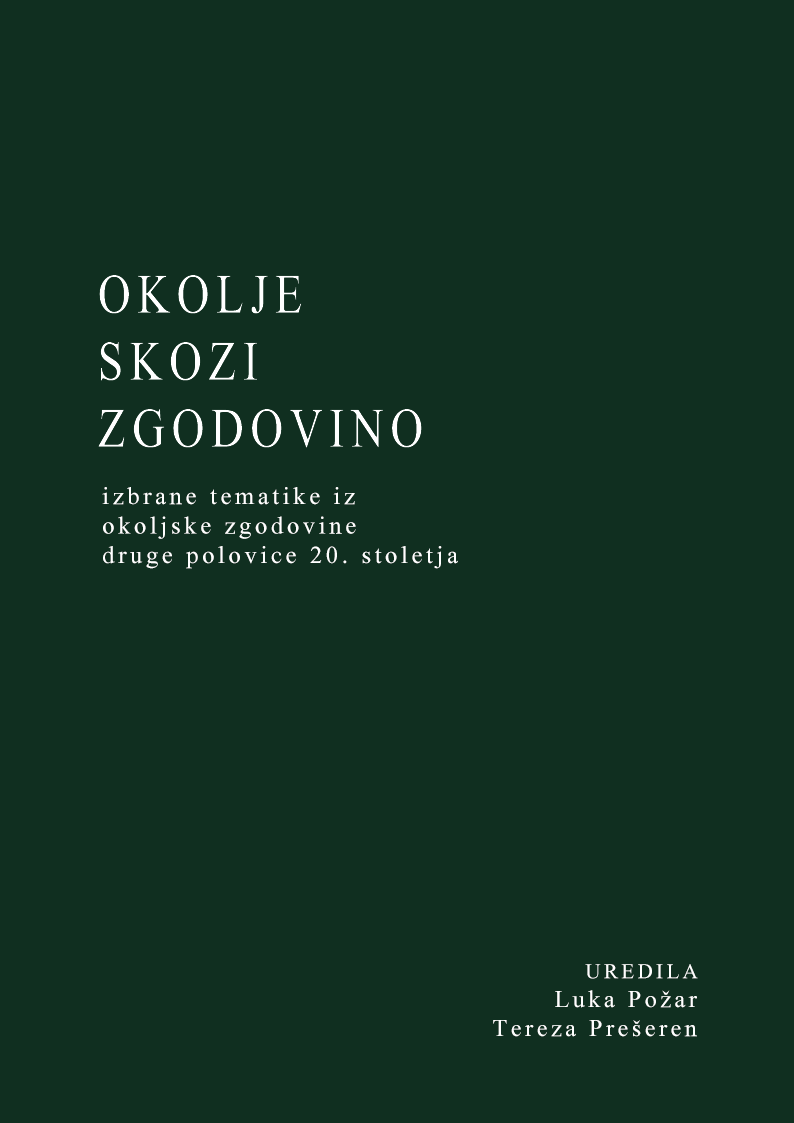 OKOLJE
SKOZI
ZGODOVINO
izbrane tematike iz
okoljske zgodovine
druge polovice 20. stoletja
UREDILA
Luka Požar
Tereza Prešeren